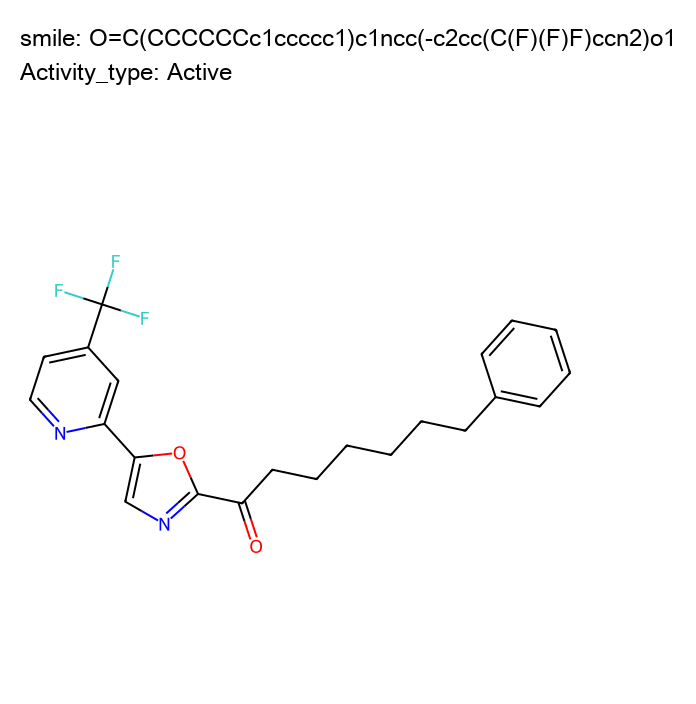 smile: O=C(CCCCCCc1ccccc1)c1ncc(-c2cc(C(F)(F)F)ccn2)o1
Activity_type: Active
F
F
F
N
O
N
O